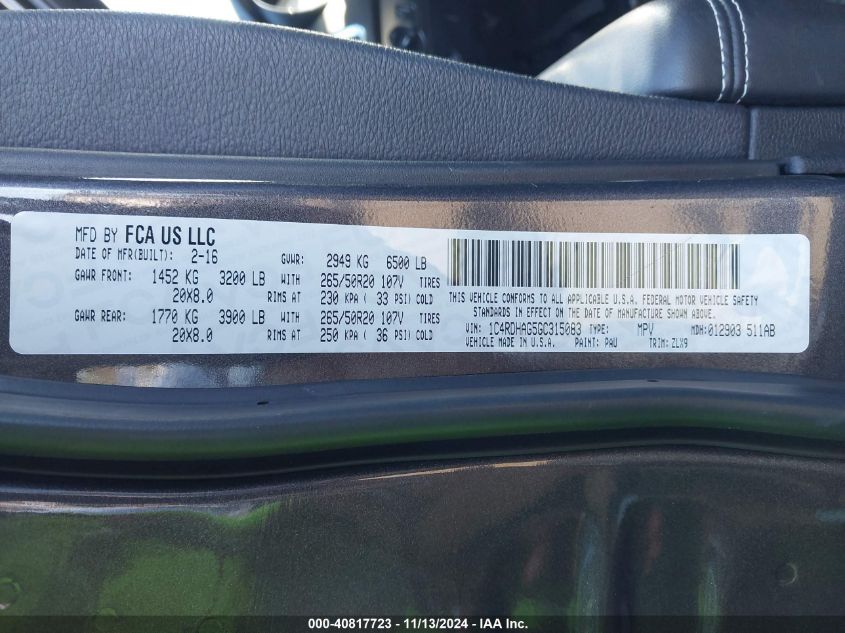 MFD BY FCA US LLC
DATE OF MFR(BUILT): 2-16 GVWR: 2949 KG 6500 LB
GAWR FRONT: 1452 KG 3200 LB WITH 265/50R20 107V TIRES
20X8.0 RIMS AT 230 KPA ( 33 PSI) COLD
GAWR REAR: 1770 KG 3900 LB WITH 265/50R20 107V TIRES
20X8.0 RIMS AT 250 KPA ( 36 PSI) COLD
THIS VEHICLE CONFORMS TO ALL APPLICABLE U.S.A. FEDERAL MOTOR VEHICLE SAFETY
STANDARDS IN EFFECT ON THE DATE OF MANUFACTURE SHOWN ABOVE.
VIN: 1C4RDHAG5GC315083 TYPE: MPV MDH:012903 511AB
VEHICLE MADE IN U.S.A. PAINT: PAU TRIM: ZLX9
000-40817723 - 11/13/2024 - IAA Inc.